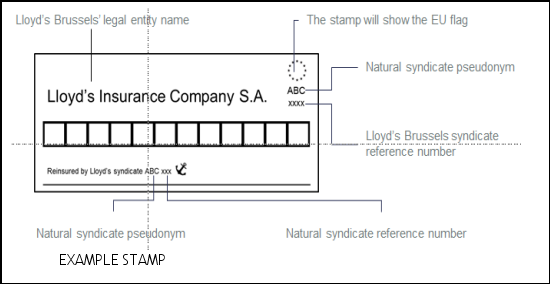 Lloyd's Brussels' legal entity name
The stamp will show the EU flag
Natural syndicate pseudonym
ABC
xxxx
Lloyd's Insurance Company S.A.
Lloyd's Brussels syndicate
reference number
Reinsured by Lloyd's syndicate ABC xxx
Natural syndicate pseudonym
Natural syndicate reference number
EXAMPLE STAMP